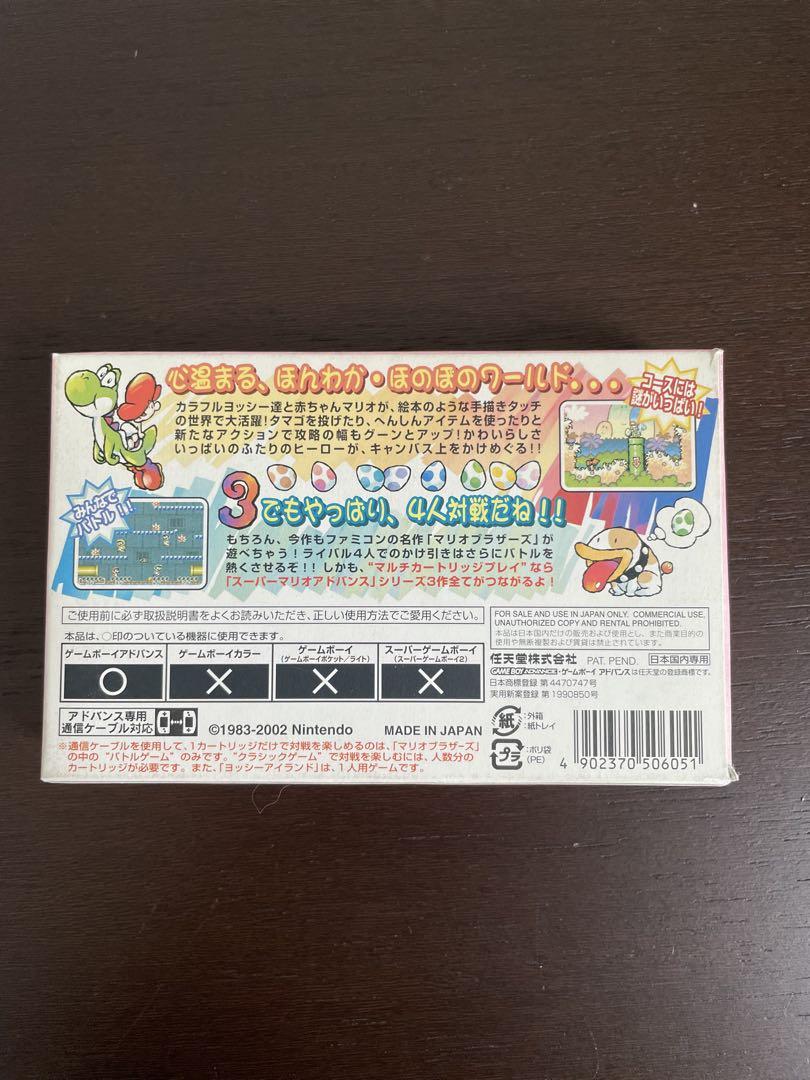 心温まる、ほんわか・ほのぼのワールド...
コースには
謎がいっぱい!
カラフルヨッシー達と赤ちゃんマリオが、絵本のような手描きタッチ
の世界で大活躍!タマゴを投げたり、へんしんアイテムを使ったりと
新たなアクションで攻略の幅もグーンとアップ!かわいらしさ
いっぱいのふたりのヒーローが、キャンバス上をかけめぐる!!
みんなで
バトル!!
3でもやっぱり、4人対戦だね!!
もちろん、今作もファミコンの名作「マリオブラザーズ」が
遊べちゃう!ライバル4人でのかけ引きはさらにバトルを
熱くさせるぞ!!しかも、"マルチカートリッジプレイ"なら
「スーパーマリオアドバンス」シリーズ3作全てがつながるよ!
ご使用前に必ず取扱説明書をよくお読みいただき、正しい使用方法でご愛用ください。
本品は、○印のついている機器に使用できます。
ゲームボーイアドバンス
ゲームボーイカラー
ゲームボーイ
(ゲームボーイポケット/ライト)
スーパーゲームボーイ
(スーパーゲームボーイ2)
○ × × ×
FOR SALE AND USE IN JAPAN ONLY. COMMERCIAL USE,
UNAUTHORIZED COPY AND RENTAL PROHIBITED.
本品は日本国内だけの販売および使用とし、また商業目的の
使用や無断複製および賃貸は禁止されています。
任天堂株式会社 PAT. PEND. 日本国内専用
GAME BOY ADVANCE・ゲームボーイ アドバンスは任天堂の登録商標です。
日本商標登録 第4470747号
実用新案登録 第1990850号
アドバンス専用
通信ケーブル対応
©1983-2002 Nintendo
MADE IN JAPAN
紙 :外箱
:紙トレイ
プラ :ポリ袋
(PE)
4 902370 506051
※通信ケーブルを使用して、1カートリッジだけで対戦を楽しめるのは、「マリオブラザーズ」
の中の"バトルゲーム"のみです。"クラシックゲーム"で対戦を楽しむには、人数分の
カートリッジが必要です。また、「ヨッシーアイランド」は、1人用ゲームです。